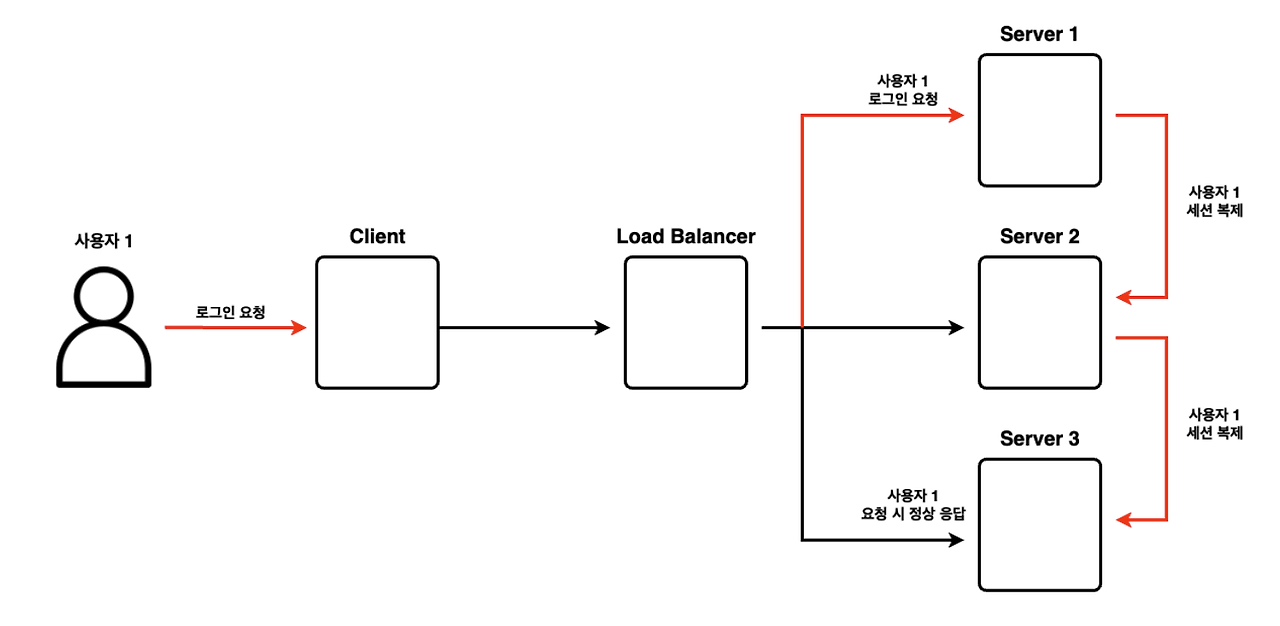 Server 1
사용자 1
로그인 요청
사용자 1
세션 복제
사용자 1
로그인 요청
Client
Load Balancer
Server 2
사용자 1
세션 복제
Server 3
사용자 1
요청 시 정상 응답